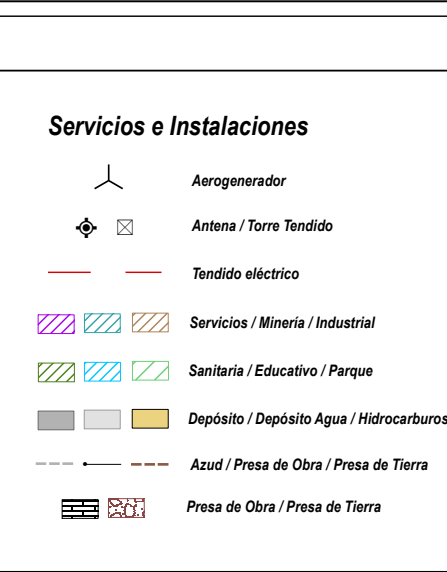 Servicios e Instalaciones
Aerogenerador
Antena / Torre Tendido
Tendido eléctrico
Servicios / Minería / Industrial
Sanitaria / Educativo / Parque
Depósito / Depósito Agua / Hidrocarburos
Azud / Presa de Obra / Presa de Tierra
Presa de Obra / Presa de Tierra